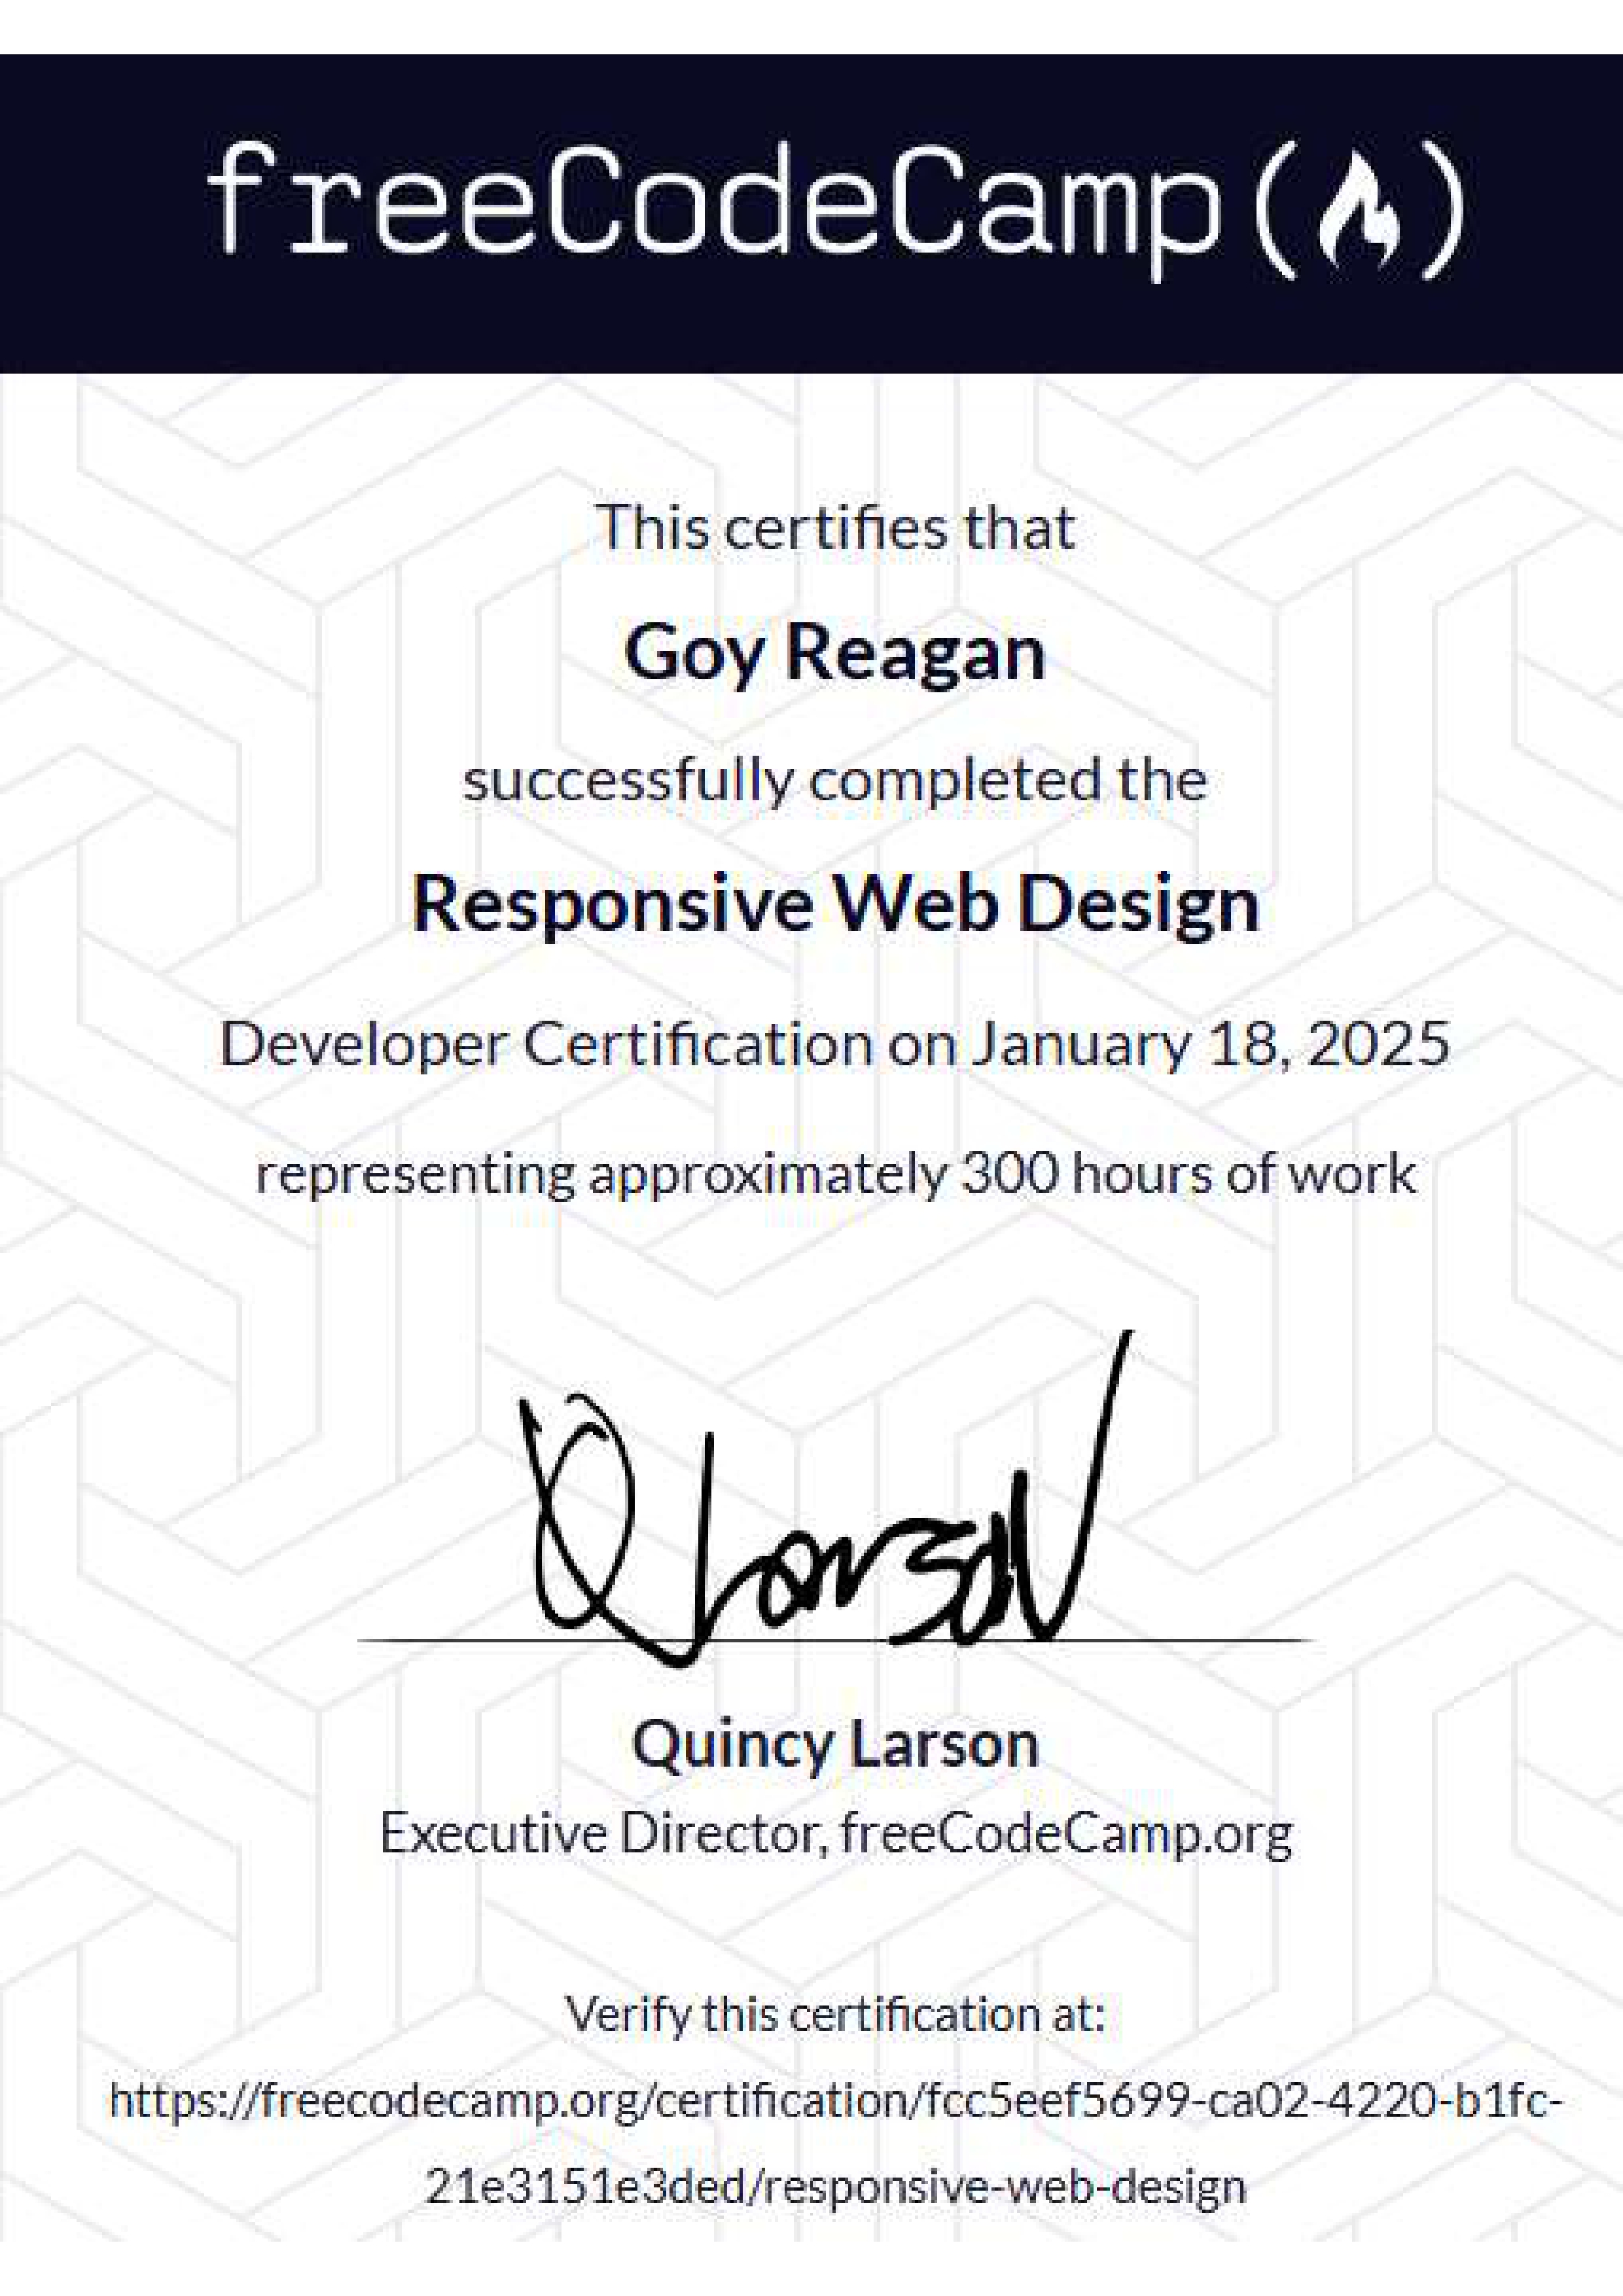 freeCodeCamp(🔥)
This certifies that
Goy Reagan
successfully completed the
Responsive Web Design
Developer Certification on January 18, 2025
representing approximately 300 hours of work
Q Larson
Quincy Larson
Executive Director, freeCodeCamp.org
Verify this certification at:
https://freecodecamp.org/certification/fcc5eef5699-ca02-4220-b1fc-
21e3151e3ded/responsive-web-design